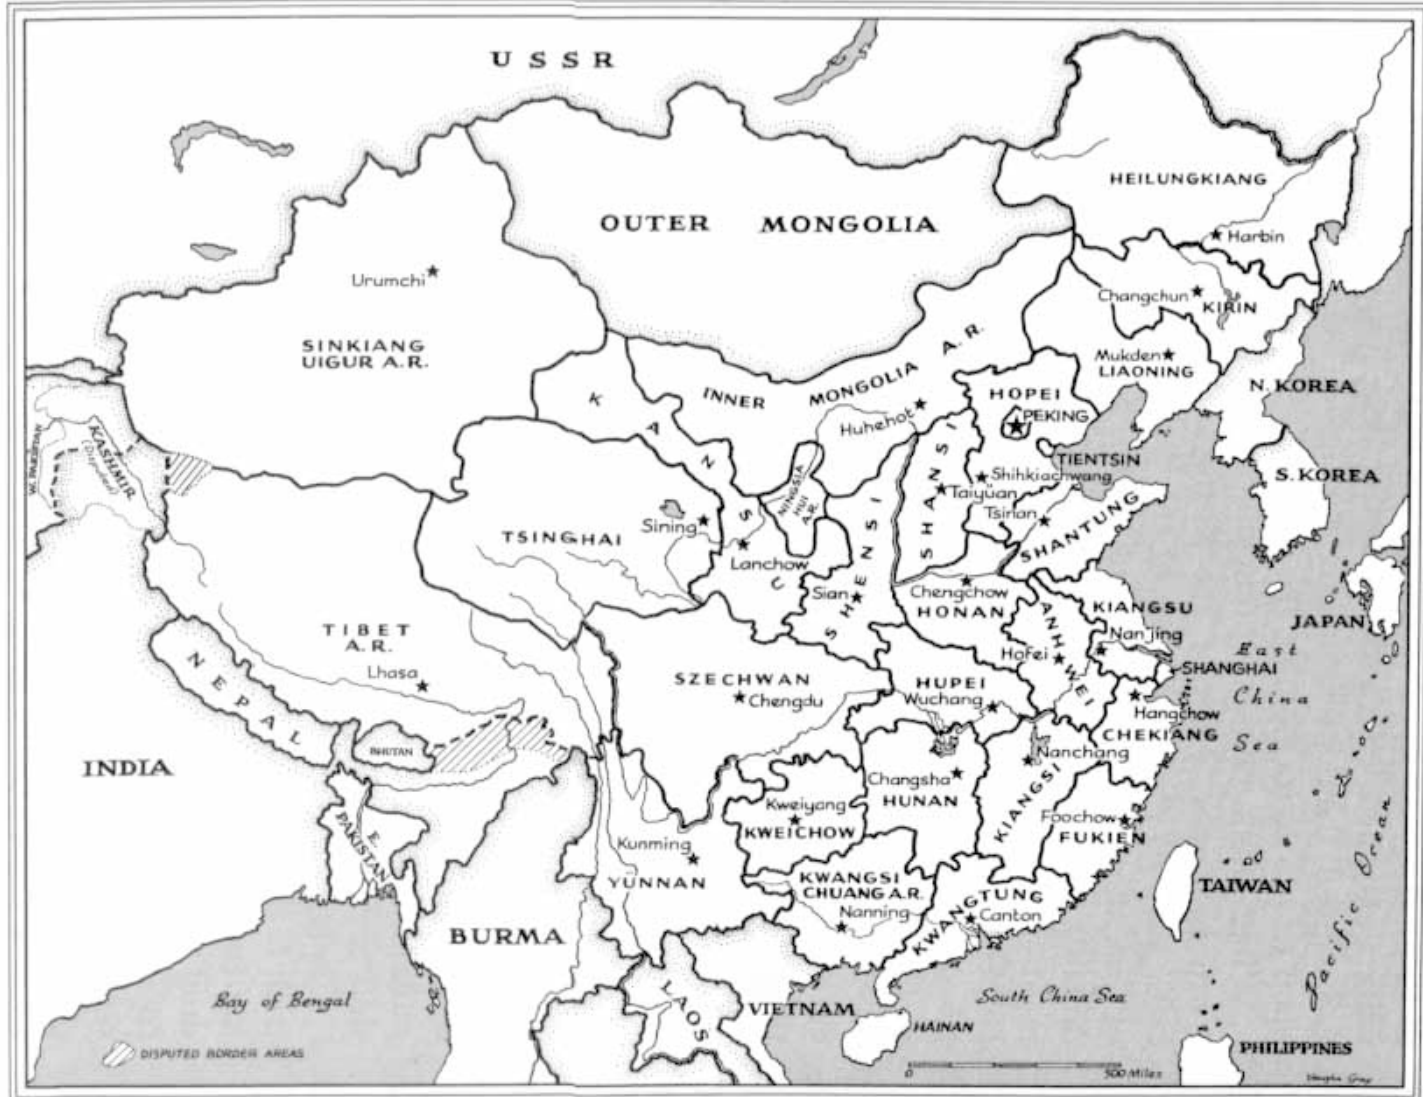 USSR
HEILUNGKIANG
OUTER MONGOLIA
Harbin
Urumchi
Changchun
KIRIN
SINKIANG
UIGUR A.R.
Mukden
LIAONING
INNER MONGOLIA A.R.
HOPEI
PEKING
N. KOREA
KANSU
Huhehot
W. PAKISTAN
KASHMIR
(Disputed)
TIENTSIN
S. KOREA
NINGSIA
HUI
A.R.
SHANSI
Shihkiachwang
Taiyüan
Tsinan
SHANTUNG
Sining
TSINGHAI
Lanchow
SHENSI
Sian
Chengchow
HONAN
ANHWEI
KIANGSU
Nanjing
JAPAN
TIBET
A.R.
Lhasa
NEPAL
Hofei
SHANGHAI
East
China
Sea
SZECHWAN
Chengdu
HUPEI
Wuchang
Hangchow
CHEKIANG
INDIA
BHUTAN
Nanchang
Changsha
HUNAN
KIANGSI
Kweiyang
KWEICHOW
Foochow
FUKIEN
E.
PAKISTAN
Kunming
YUNNAN
KWANGSI
CHUANG A.R.
Nanning
KWANGTUNG
Canton
TAIWAN
Pacific Ocean
BURMA
Bay of Bengal
LAOS
VIETNAM
South China Sea
HAINAN
PHILIPPINES
DISPUTED BORDER AREAS
0 500 Miles